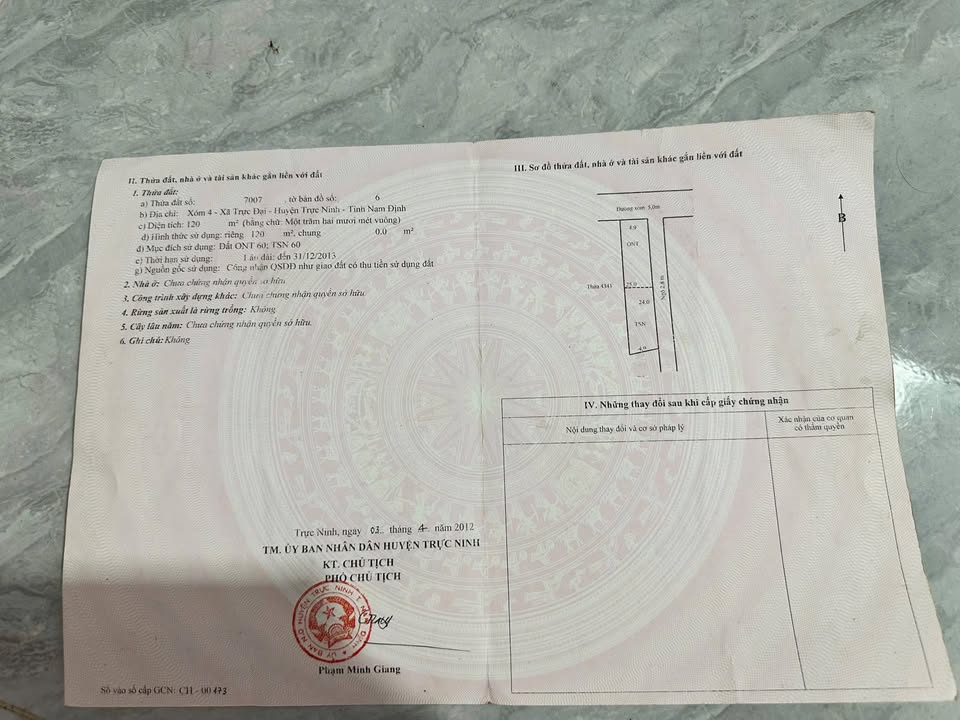 II. Thửa đất, nhà ở và tài sản khác gắn liền với đất
1. Thửa đất:
a) Thửa đất số: 7007 , tờ bản đồ số: 6
b) Địa chỉ: Xóm 4 - Xã Trực Đại - Huyện Trực Ninh - Tỉnh Nam Định
c) Diện tích: 120 m² (bằng chữ: Một trăm hai mươi mét vuông)
d) Hình thức sử dụng: riêng 120 m², chung 0.0 m²
đ) Mục đích sử dụng: Đất ONT 60; TSN 60
e) Thời hạn sử dụng: Lâu dài; đến 31/12/2013
g) Nguồn gốc sử dụng: Công nhận QSDĐ như giao đất có thu tiền sử dụng đất
2. Nhà ở: Chưa chứng nhận quyền sở hữu
3. Công trình xây dựng khác: Chưa chứng nhận quyền sở hữu.
4. Rừng sản xuất là rừng trồng: Không
5. Cây lâu năm: Chưa chứng nhận quyền sở hữu.
6. Ghi chú: Không
Trực Ninh, ngày 03 tháng 4 năm 2012
TM. ỦY BAN NHÂN DÂN HUYỆN TRỰC NINH
KT. CHỦ TỊCH
PHÓ CHỦ TỊCH
Phạm Minh Giang
Số vào sổ cấp GCN: CH - 00173
III. Sơ đồ thửa đất, nhà ở và tài sản khác gắn liền với đất
Đường xóm 5,0m
B
4.9
ONT
Thửa 4341
25.0
Ngõ 2,8 m
24.0
TSN
4.9
IV. Những thay đổi sau khi cấp giấy chứng nhận
Nội dung thay đổi và cơ sở pháp lý
Xác nhận của cơ quan
có thẩm quyền